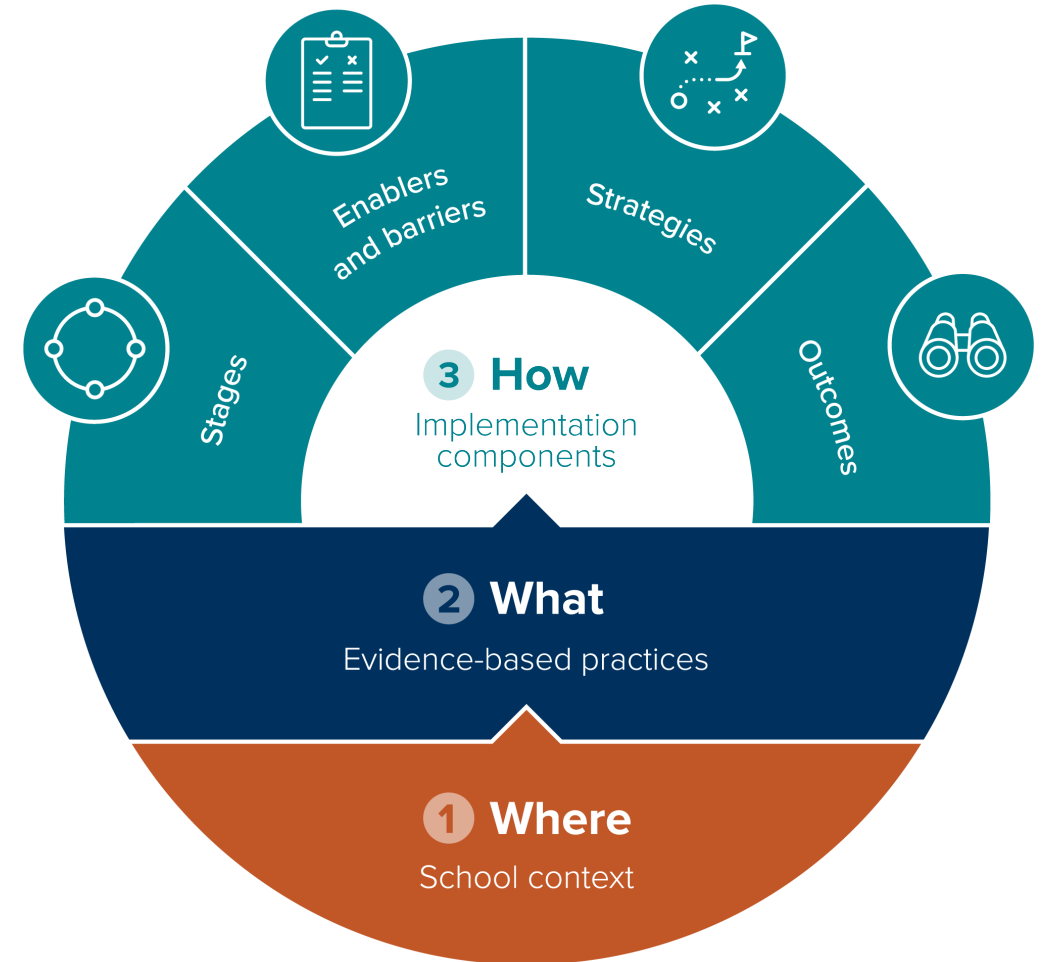 Enablers
and barriers
Strategies
Stages
Outcomes
3 How
Implementation
components
2 What
Evidence-based practices
1 Where
School context